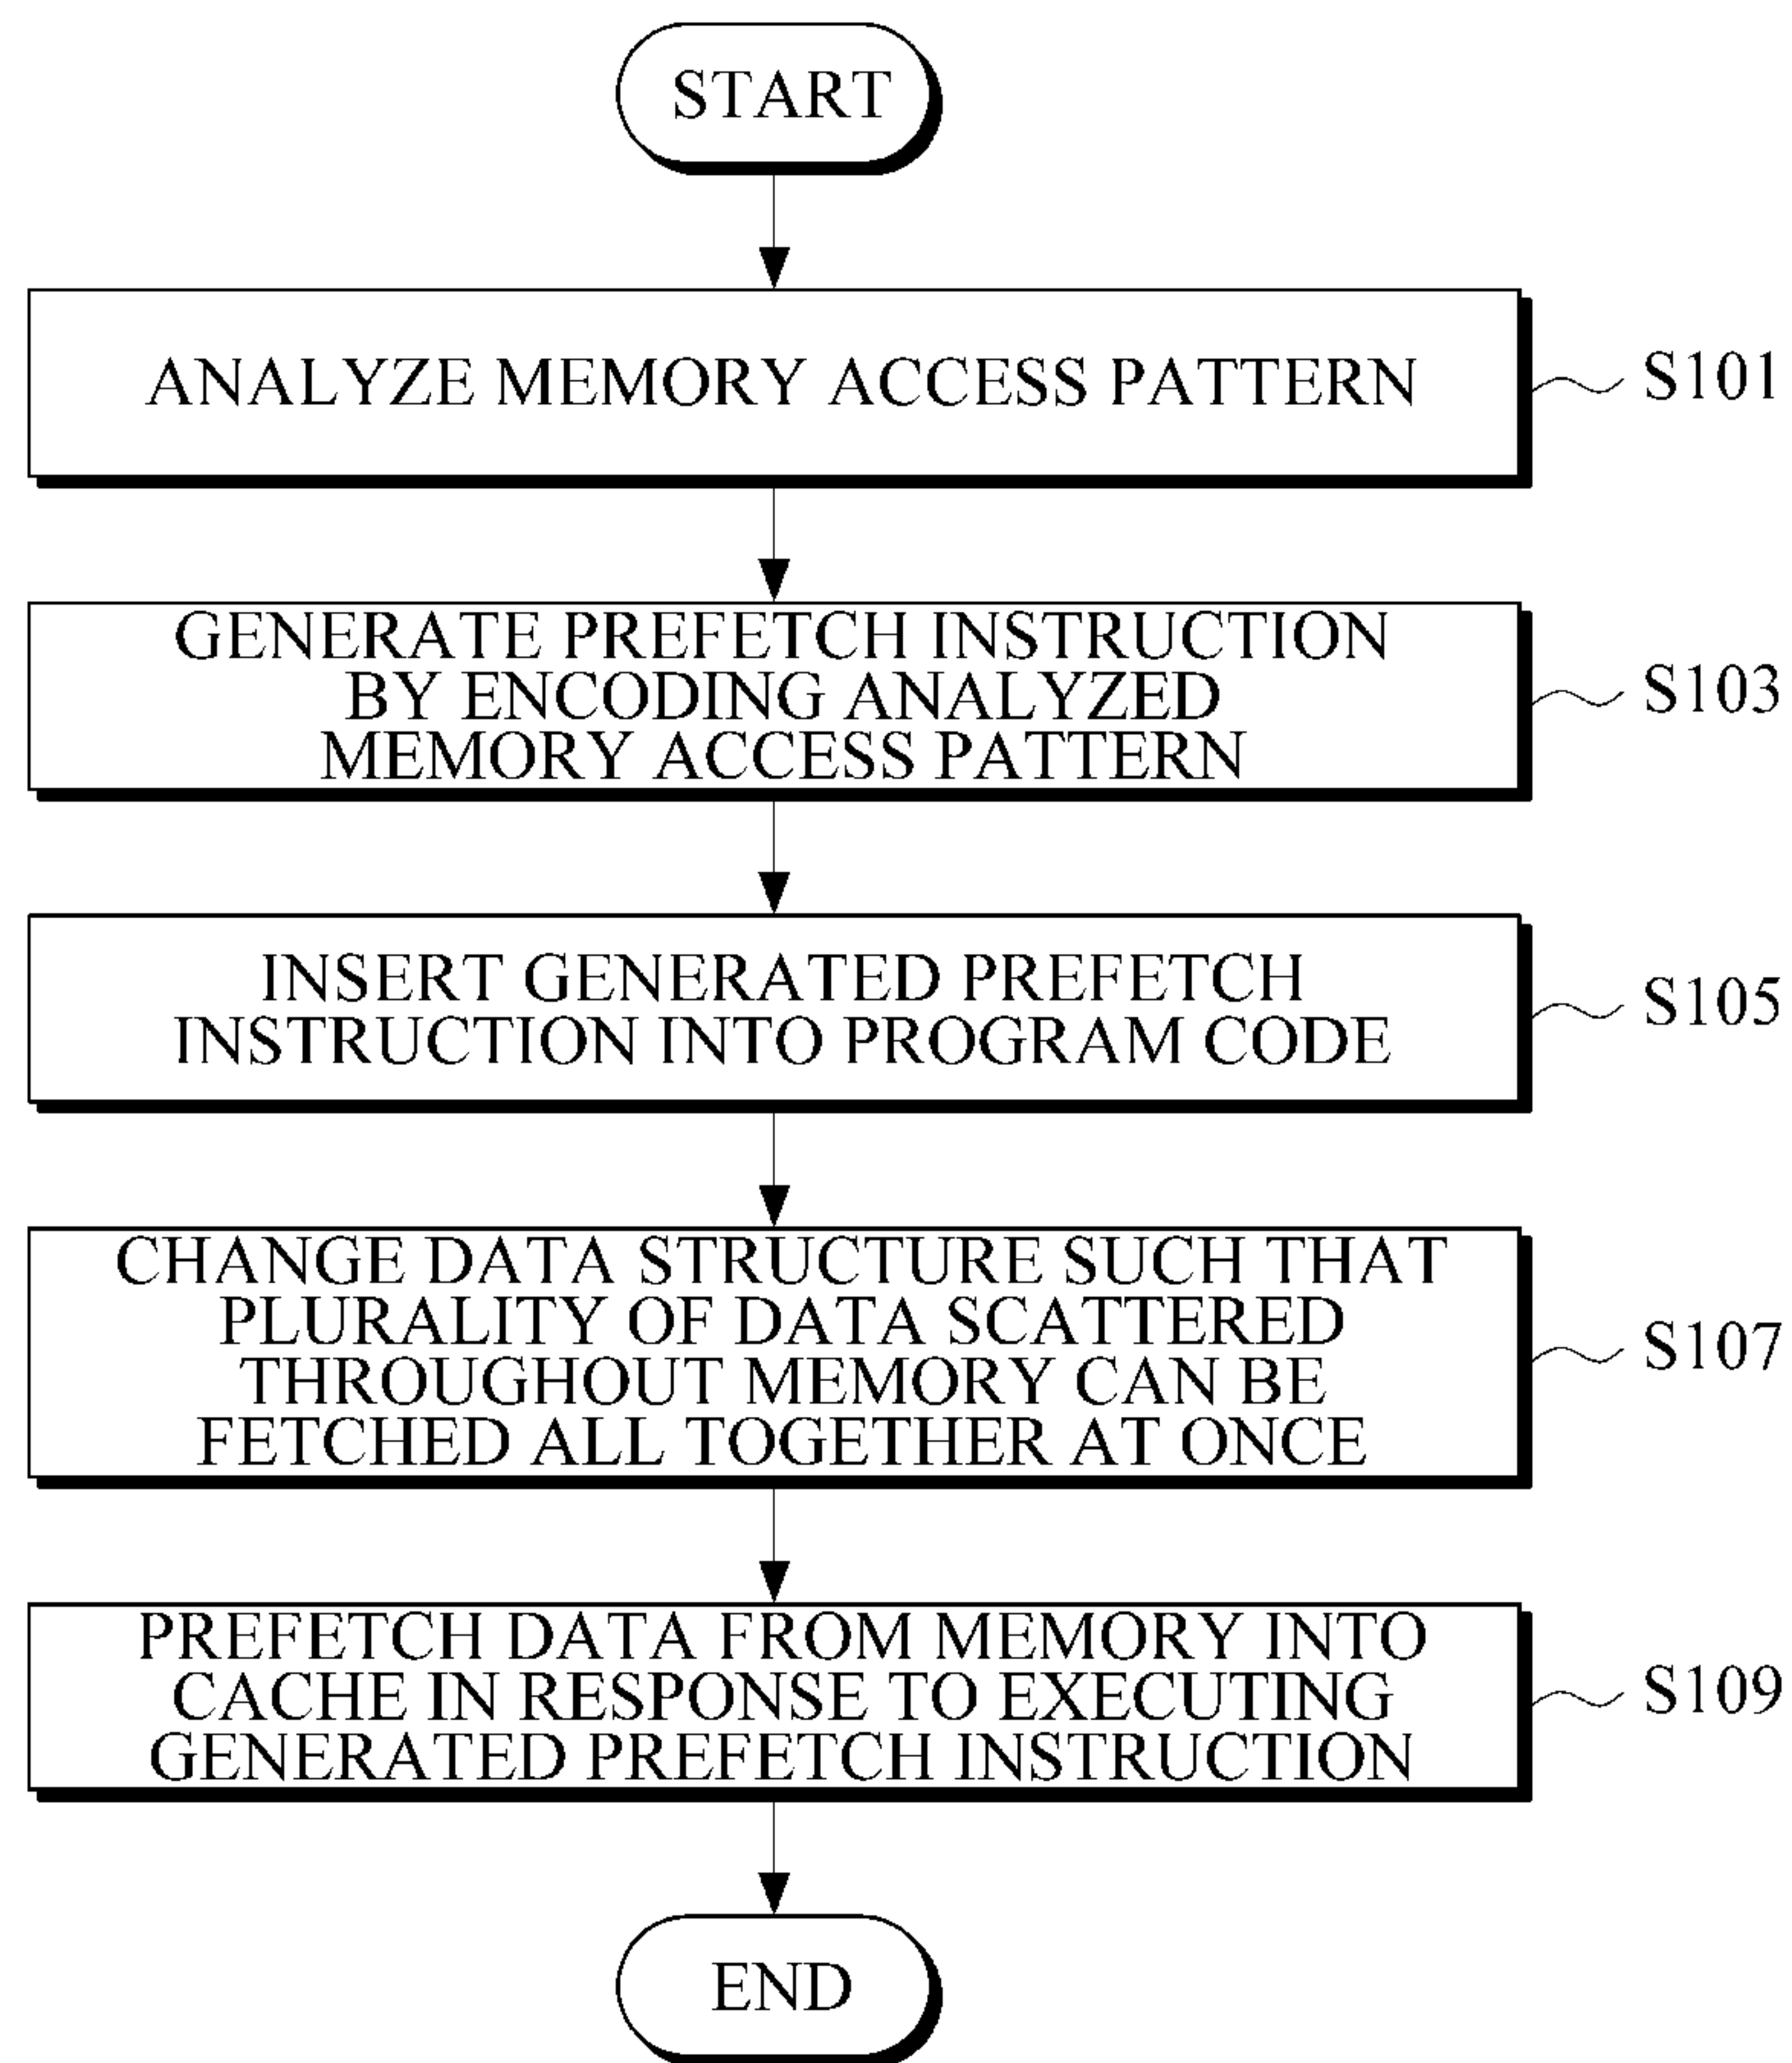 START
ANALYZE MEMORY ACCESS PATTERN
S101
GENERATE PREFETCH INSTRUCTION
BY ENCODING ANALYZED
MEMORY ACCESS PATTERN
S103
INSERT GENERATED PREFETCH
INSTRUCTION INTO PROGRAM CODE
S105
CHANGE DATA STRUCTURE SUCH THAT
PLURALITY OF DATA SCATTERED
THROUGHOUT MEMORY CAN BE
FETCHED ALL TOGETHER AT ONCE
S107
PREFETCH DATA FROM MEMORY INTO
CACHE IN RESPONSE TO EXECUTING
GENERATED PREFETCH INSTRUCTION
S109
END